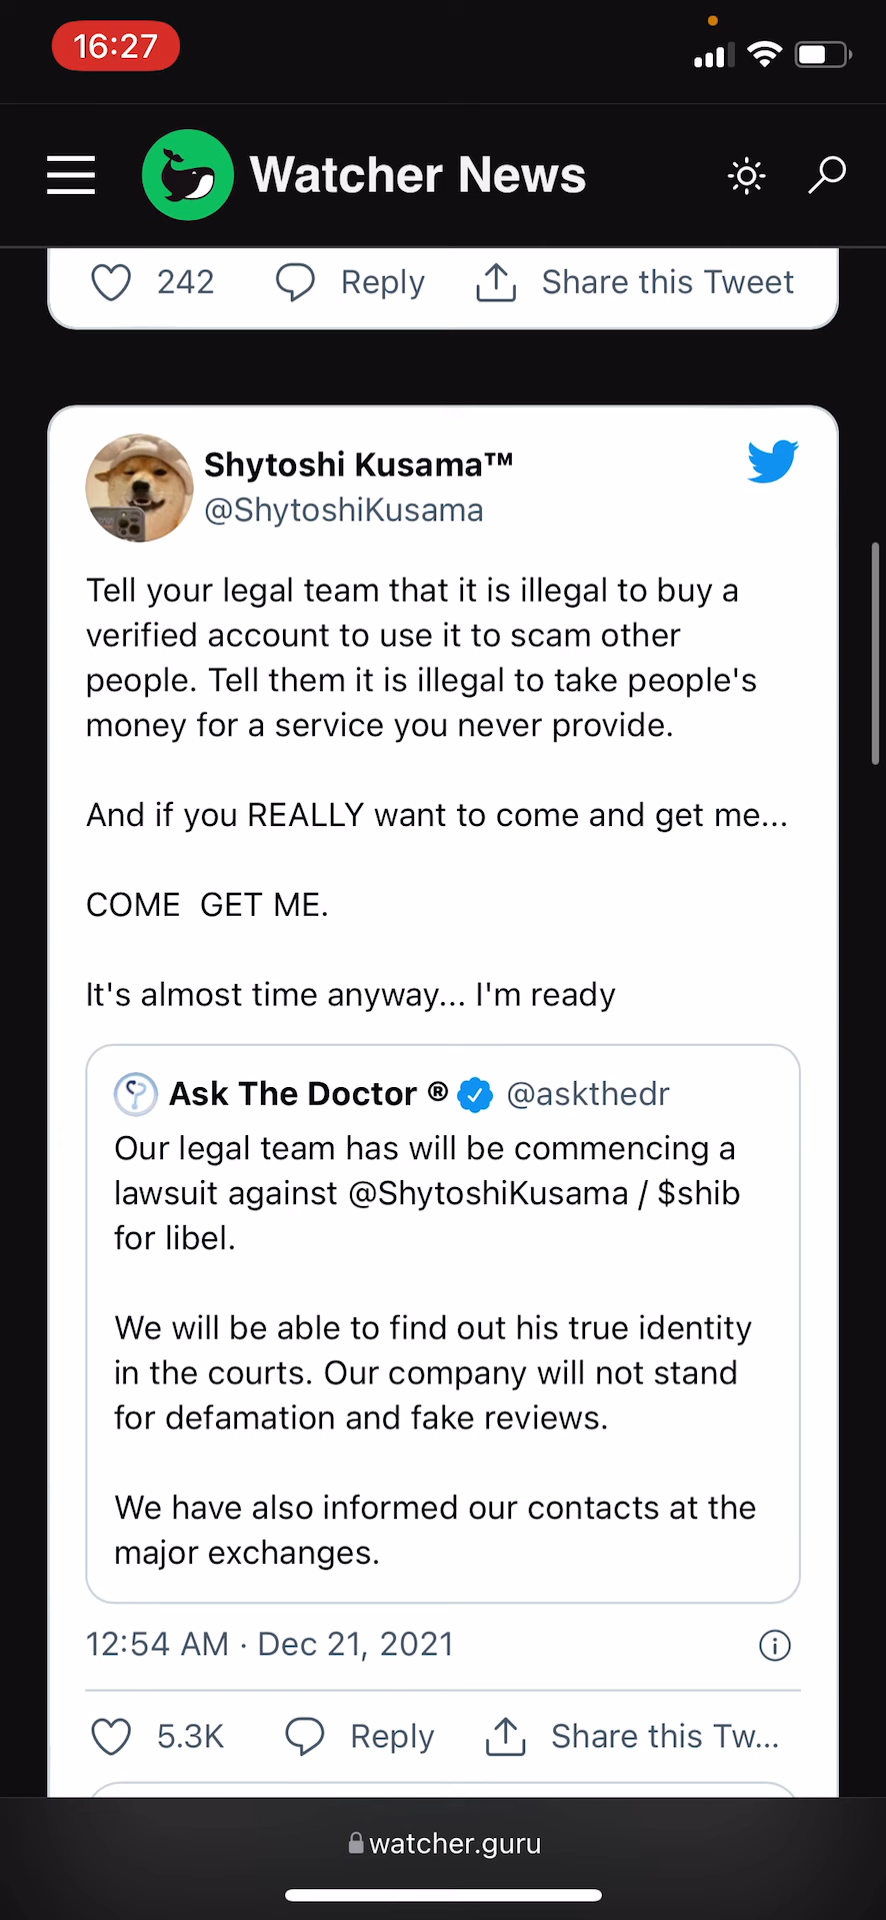 16:27
Watcher News
242 Reply Share this Tweet
Shytoshi Kusama™
@ShytoshiKusama
Tell your legal team that it is illegal to buy a
verified account to use it to scam other
people. Tell them it is illegal to take people's
money for a service you never provide.
And if you REALLY want to come and get me...
COME  GET ME.
It's almost time anyway... I'm ready
Ask The Doctor ® @askthedr
Our legal team has will be commencing a
lawsuit against @ShytoshiKusama / $shib
for libel.
We will be able to find out his true identity
in the courts. Our company will not stand
for defamation and fake reviews.
We have also informed our contacts at the
major exchanges.
12:54 AM · Dec 21, 2021
5.3K Reply Share this Tw...
watcher.guru